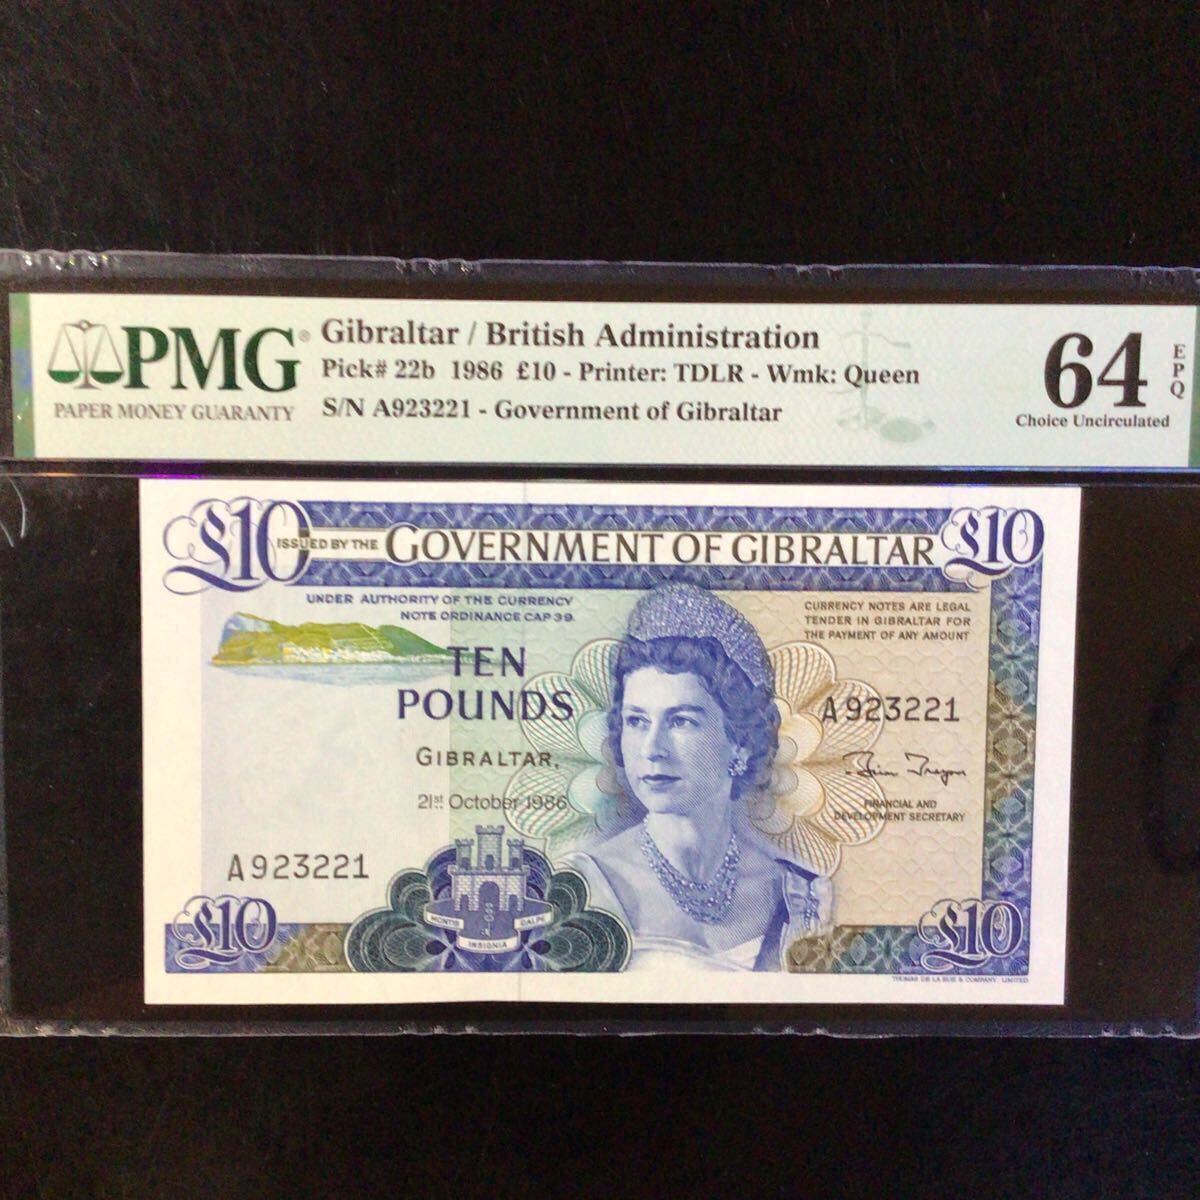 PMG®
PAPER MONEY GUARANTY
Gibraltar / British Administration
Pick# 22b 1986 £10 - Printer: TDLR - Wmk: Queen
S/N A923221 - Government of Gibraltar
64
EPQ
Choice Uncirculated
£10
ISSUED BY THE GOVERNMENT OF GIBRALTAR
£10
UNDER AUTHORITY OF THE CURRENCY
NOTE ORDINANCE CAP 39.
CURRENCY NOTES ARE LEGAL
TENDER IN GIBRALTAR FOR
THE PAYMENT OF ANY AMOUNT
TEN
POUNDS
A923221
GIBRALTAR,
21st October 1986
FINANCIAL AND
DEVELOPMENT SECRETARY
A923221
MONTIS INSIGNIA CALPE
£10
£10
THOMAS DE LA RUE & COMPANY, LIMITED